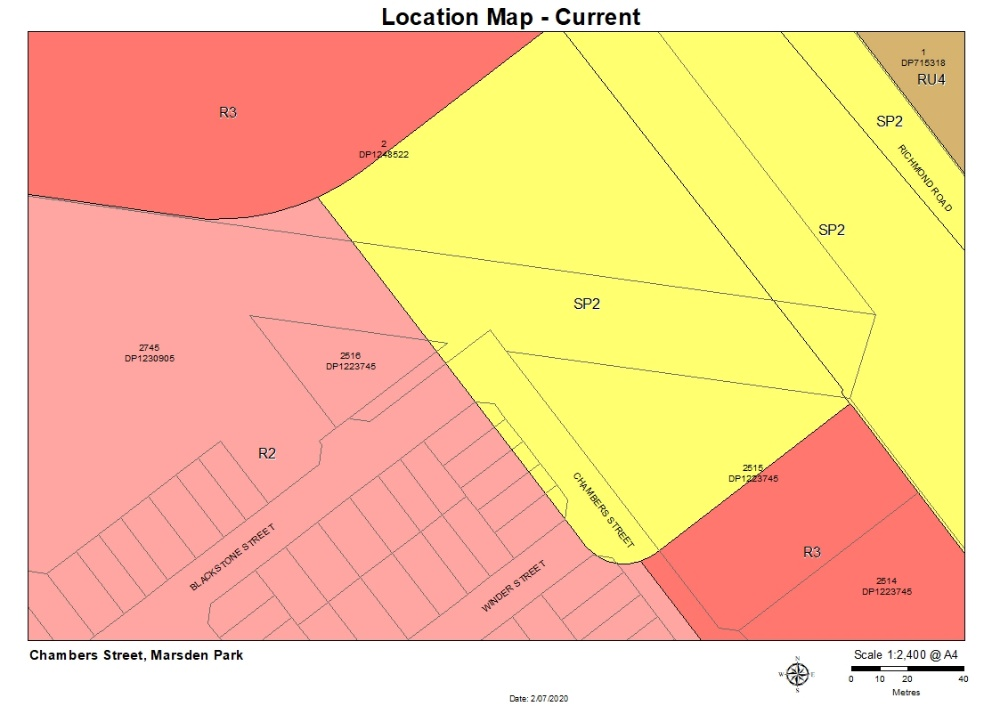 Location Map - Current
1
DP715318
RU4
R3
SP2
2
DP1248522
RICHMOND ROAD
SP2
SP2
2745
DP1230905
2516
DP1223745
R2
2515
DP1223745
CHAMBERS STREET
BLACKSTONE STREET
R3
WINDER STREET
2514
DP1223745
Chambers Street, Marsden Park
Scale 1:2,400 @ A4
N
W E
S
0 10 20 40
Metres
Date: 2/07/2020